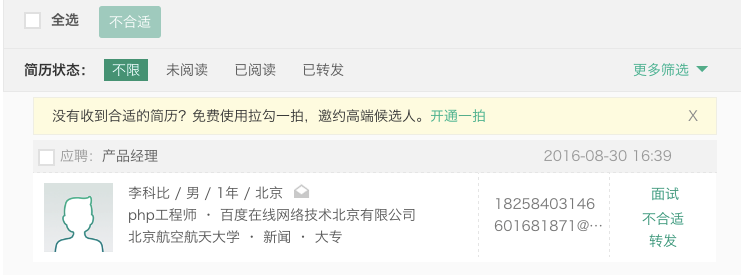 全选 不合适
简历状态： 不限 未阅读 已阅读 已转发 更多筛选
没有收到合适的简历？免费使用拉勾一拍，邀约高端候选人。开通一拍 X
应聘：产品经理 2016-08-30 16:39
李科比 / 男 / 1年 / 北京
php工程师 · 百度在线网络技术北京有限公司
北京航空航天大学 · 新闻 · 大专
18258403146
601681871@…
面试
不合适
转发